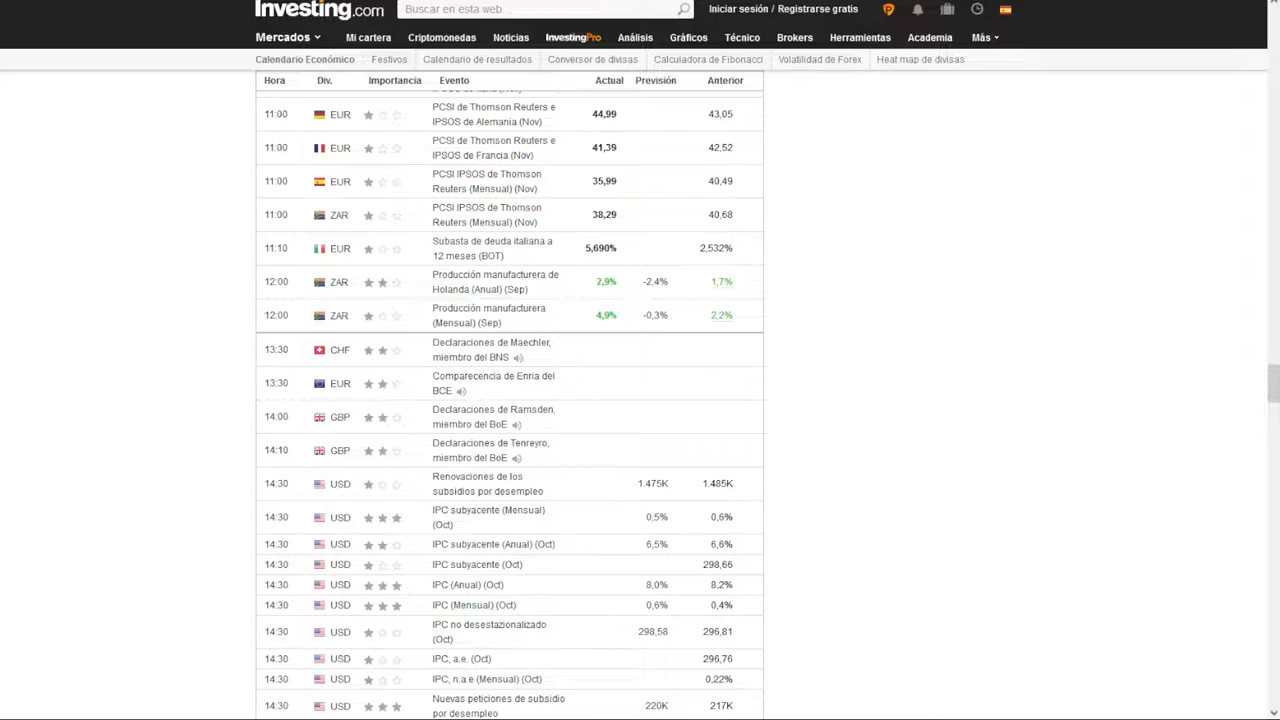 Investing.com
Buscar en esta web...
Iniciar sesión / Registrarse gratis
Mercados Mi cartera Criptomonedas Noticias InvestingPro Análisis Gráficos Técnico Brokers Herramientas Academia Más
Calendario Económico Festivos Calendario de resultados Conversor de divisas Calculadora de Fibonacci Volatilidad de Forex Heat map de divisas
Hora Div. Importancia Evento Actual Previsión Anterior
11:00 EUR PCSI de Thomson Reuters e 44,99 43,05
IPSOS de Alemania (Nov)
11:00 EUR PCSI de Thomson Reuters e 41,39 42,52
IPSOS de Francia (Nov)
11:00 EUR PCSI IPSOS de Thomson 35,99 40,49
Reuters (Mensual) (Nov)
11:00 ZAR PCSI IPSOS de Thomson 38,29 40,68
Reuters (Mensual) (Nov)
11:10 EUR Subasta de deuda italiana a 5,690% 2,532%
12 meses (BOT)
12:00 ZAR Producción manufacturera de 2,9% -2,4% 1,7%
Holanda (Anual) (Sep)
12:00 ZAR Producción manufacturera 4,9% -0,3% 2,2%
(Mensual) (Sep)
13:30 CHF Declaraciones de Maechler,
miembro del BNS
13:30 EUR Comparecencia de Enria del
BCE
14:00 GBP Declaraciones de Ramsden,
miembro del BoE
14:10 GBP Declaraciones de Tenreyro,
miembro del BoE
14:30 USD Renovaciones de los 1.475K 1.485K
subsidios por desempleo
14:30 USD IPC subyacente (Mensual) 0,5% 0,6%
(Oct)
14:30 USD IPC subyacente (Anual) (Oct) 6,5% 6,6%
14:30 USD IPC subyacente (Oct) 298,66
14:30 USD IPC (Anual) (Oct) 8,0% 8,2%
14:30 USD IPC (Mensual) (Oct) 0,6% 0,4%
14:30 USD IPC no desestazionalizado 298,58 296,81
(Oct)
14:30 USD IPC, a.e. (Oct) 296,76
14:30 USD IPC, n.a.e (Mensual) (Oct) 0,22%
14:30 USD Nuevas peticiones de subsidio 220K 217K
por desempleo